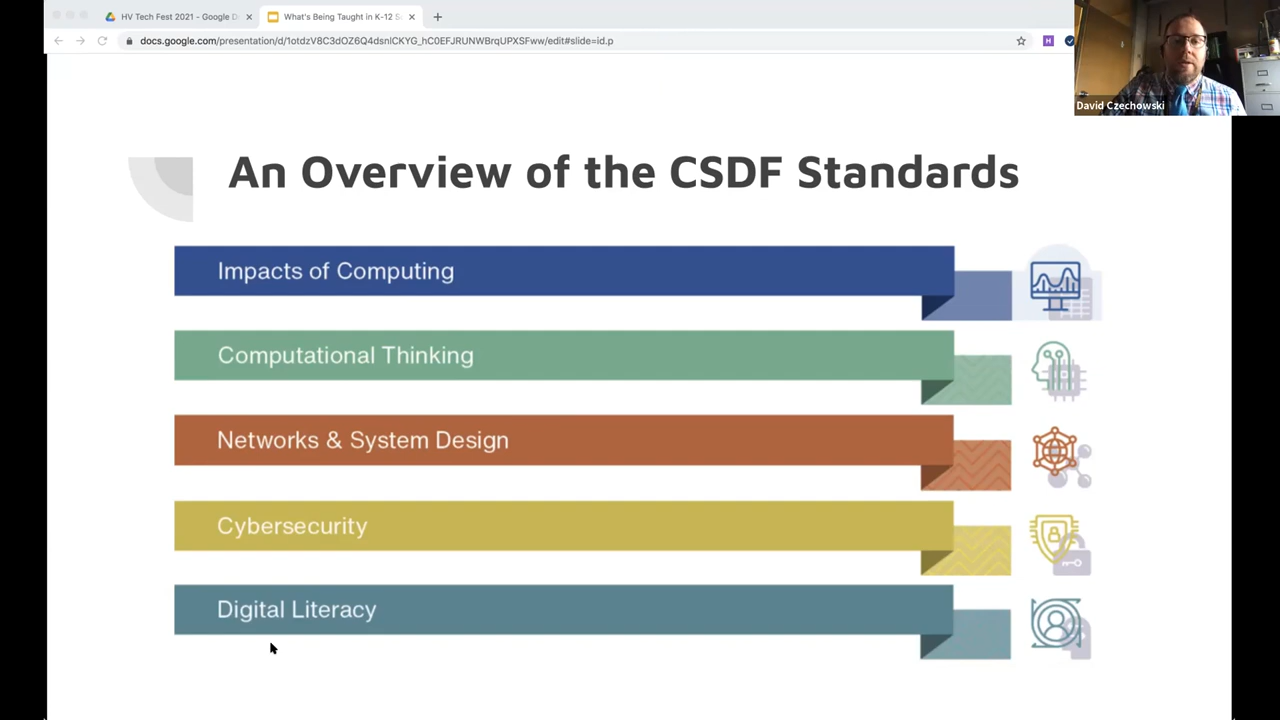 HV Tech Fest 2021 - Google D
What's Being Taught in K-12 S
docs.google.com/presentation/d/1otdzV8C3dOZ6Q4dsnlCKYG_hC0EFJRUNWBrqUPXSFww/edit#slide=id.p
H
David Czechowski
An Overview of the CSDF Standards
Impacts of Computing
Computational Thinking
Networks & System Design
Cybersecurity
Digital Literacy